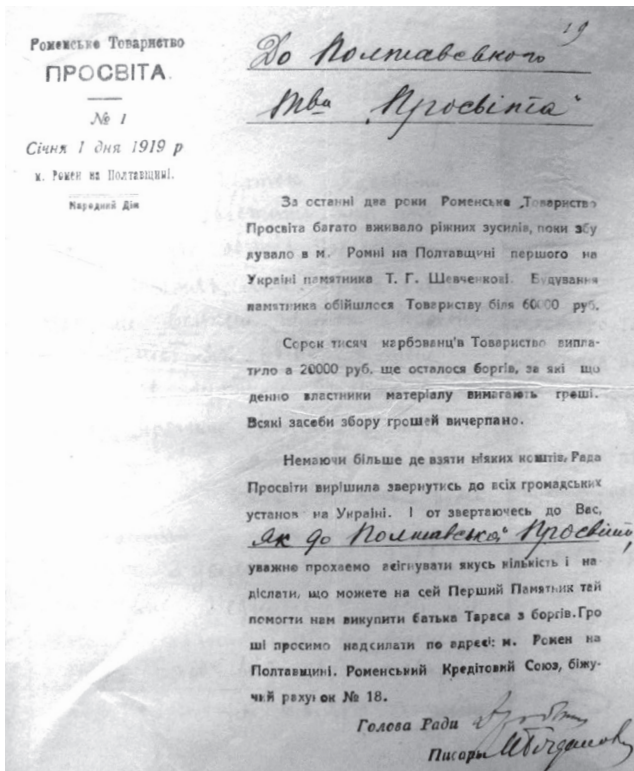 Роменське Товариство
ПРОСВІТА.
№ 1
Січня 1 дня 1919 р
м. Ромен на Полтавщині.
Народний Дім
19
До Полтавського
Т-ва „Просвіта"
За останні два роки Роменське „Товариство
Просвіта багато вживало ріжних зусилів, поки збу
дувало в м. Ромні на Полтавщині першого на
Україні памятника Т. Г. Шевченкові. Будування
памятника обійшлося Товариству біля 60000 руб.
Сорок тисяч карбованц'в Товариство випла-
тило а 20000 руб. ще осталося боргів, за які що
денно властники матеріалу вимагають гроші.
Всякі засоби збору грошей вичерпано.
Немаючи більше де взяти ніяких коштів, Рада
Просвіти вирішила звернутись до всіх громадських
установ на Україні. І от звертаючесь до Вас,
як до Полтавської „Просвіти,
уважно прохаємо асігнувати якусь кількість і на-
діслати, що можете на сей Перший Памятник тай
помогти нам викупити батька Тараса з боргів. Гро
ші просимо надсилати по адресі: м. Ромен на
Полтавщині. Роменський Кредітовий Союз, біжу-
чий рахунок № 18.
Голова Ради
Писарь